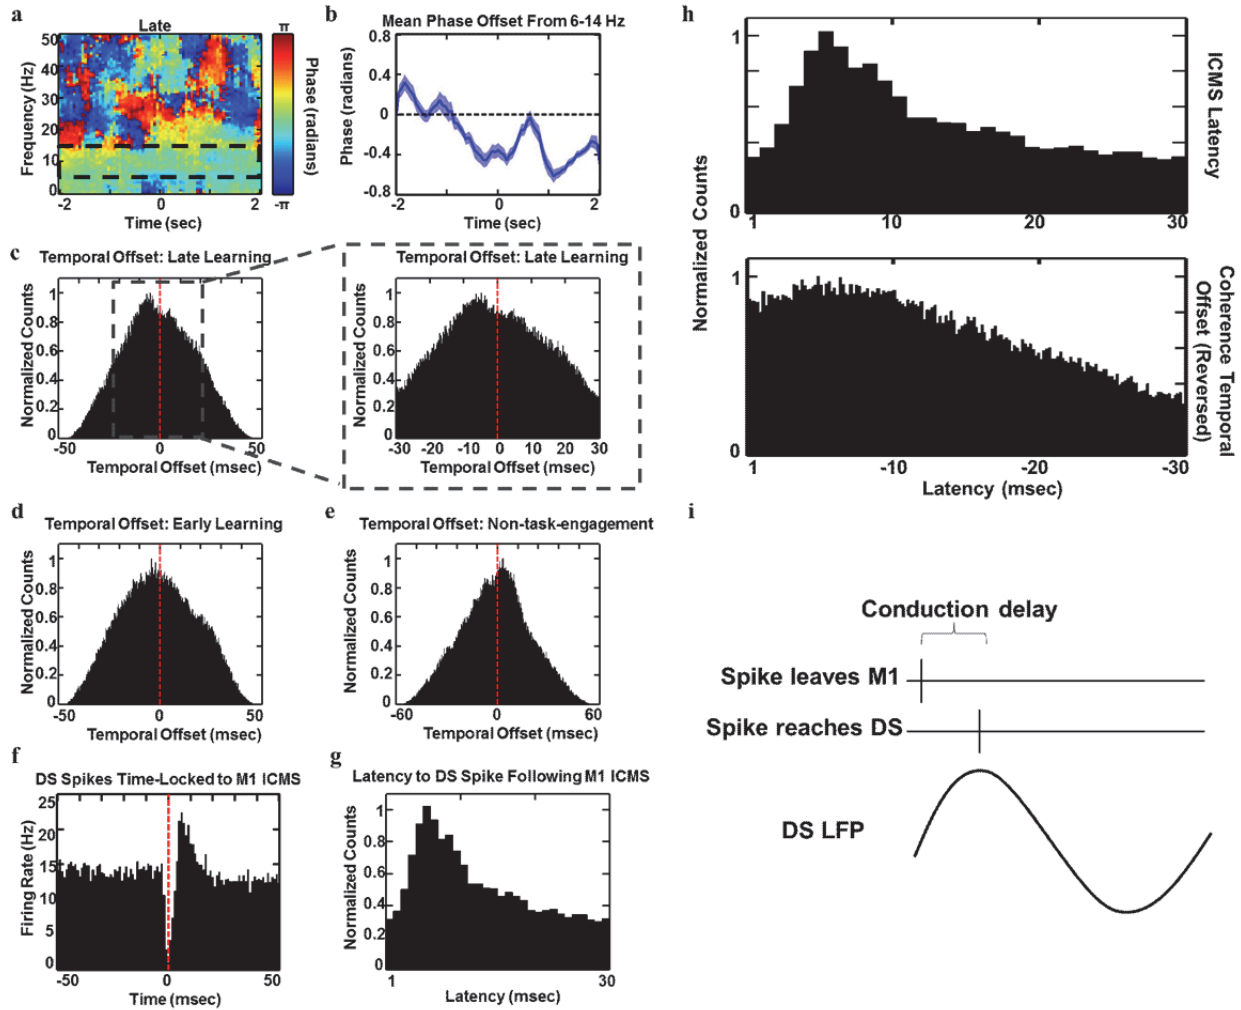 a
Late
50
40
30
20
10
0
Frequency (Hz)
-2
0
2
Time (sec)
π
-π
Phase (radians)
b
Mean Phase Offset From 6-14 Hz
0.8
0.4
0
-0.4
-0.8
Phase (radians)
-2
0
2
Time (sec)
c
Temporal Offset: Late Learning
1
0.8
0.6
0.4
0.2
0
Normalized Counts
-50
0
50
Temporal Offset (msec)
Temporal Offset: Late Learning
1
0.8
0.6
0.4
0.2
0
Normalized Counts
-30
-20
-10
0
10
20
30
Temporal Offset (msec)
d
Temporal Offset: Early Learning
1
0.8
0.6
0.4
0.2
0
Normalized Counts
-50
0
50
Temporal Offset (msec)
e
Temporal Offset: Non-task-engagement
1
0.8
0.6
0.4
0.2
0
Normalized Counts
-60
0
60
Temporal Offset (msec)
f
DS Spikes Time-Locked to M1 ICMS
25
20
15
10
5
0
Firing Rate (Hz)
-50
0
50
Time (msec)
g
Latency to DS Spike Following M1 ICMS
1
0.8
0.6
0.4
0.2
0
Normalized Counts
1
30
Latency (msec)
h
1
0
1
10
20
30
ICMS Latency
Normalized Counts
1
0
1
-10
-20
-30
Coherence Temporal
Offset (Reversed)
Latency (msec)
i
Conduction delay
Spike leaves M1
Spike reaches DS
DS LFP